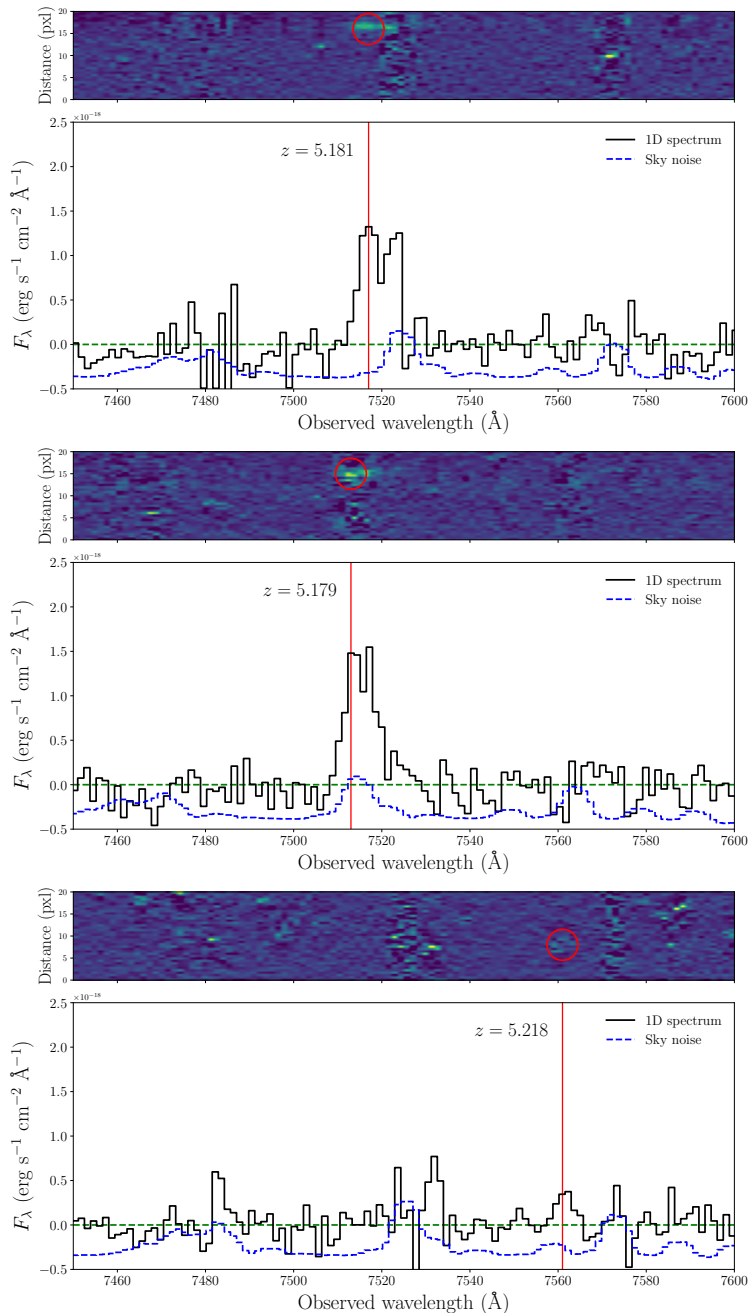 20
15
10
5
0
Distance (pxl)
×10⁻¹⁸
2.5
2.0
1.5
1.0
0.5
0.0
−0.5
F_λ (erg s⁻¹ cm⁻² Å⁻¹)
z = 5.181
1D spectrum
Sky noise
7460 7480 7500 7520 7540 7560 7580 7600
Observed wavelength (Å)
20
15
10
5
0
Distance (pxl)
×10⁻¹⁸
2.5
2.0
1.5
1.0
0.5
0.0
−0.5
F_λ (erg s⁻¹ cm⁻² Å⁻¹)
z = 5.179
1D spectrum
Sky noise
7460 7480 7500 7520 7540 7560 7580 7600
Observed wavelength (Å)
20
15
10
5
0
Distance (pxl)
×10⁻¹⁸
2.5
2.0
1.5
1.0
0.5
0.0
−0.5
F_λ (erg s⁻¹ cm⁻² Å⁻¹)
z = 5.218
1D spectrum
Sky noise
7460 7480 7500 7520 7540 7560 7580 7600
Observed wavelength (Å)